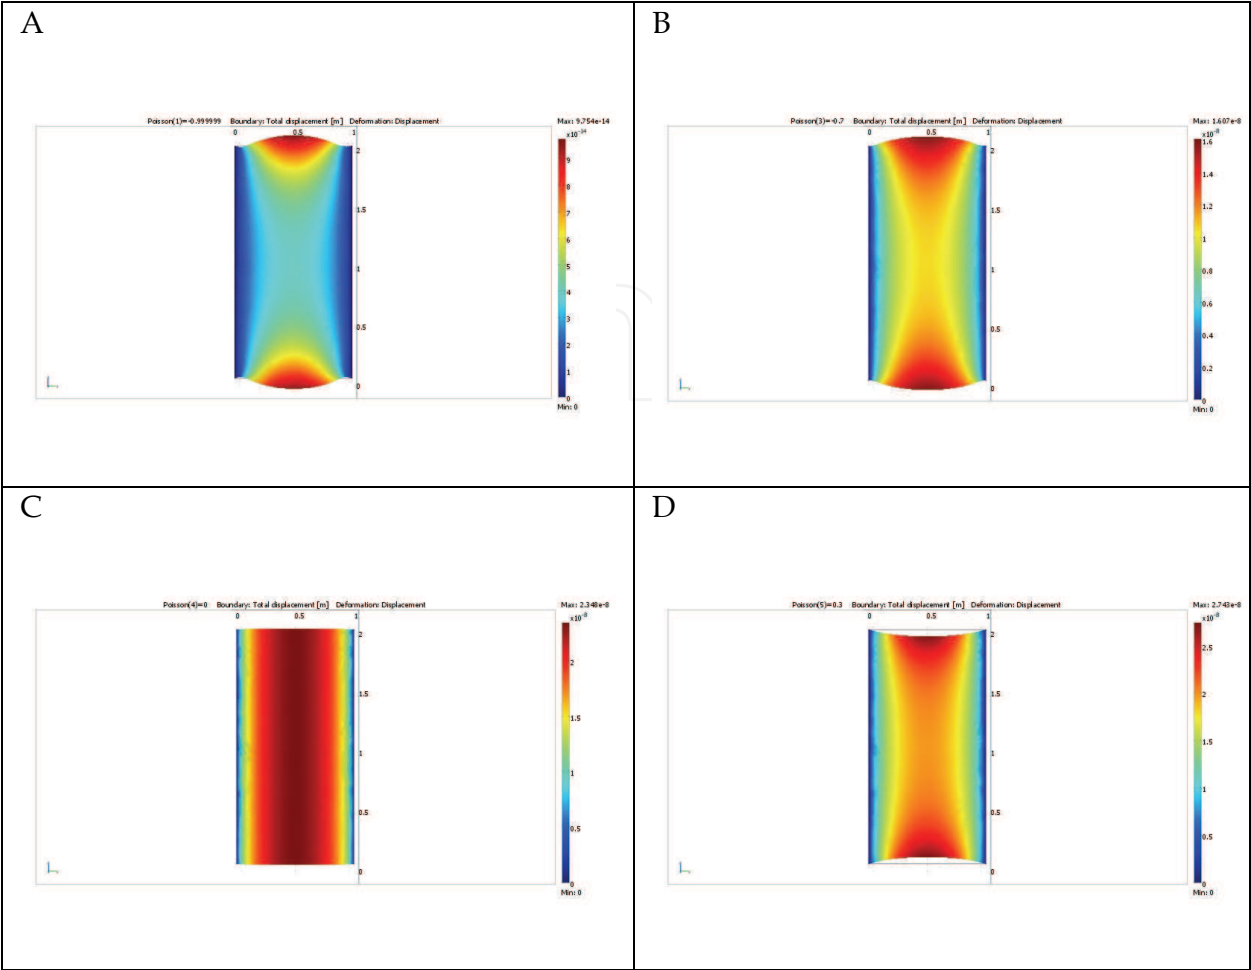 A
Poisson(1)=-0.999999 Boundary: Total displacement [m] Deformation: Displacement
Max: 9.754e-14
0 0.5 1
×10⁻¹⁴
2
1.5
1
0.5
0
9
8
7
6
5
4
3
2
1
0
Min: 0
B
Poisson(3)=-0.7 Boundary: Total displacement [m] Deformation: Displacement
Max: 1.607e-8
0 0.5 1
×10⁻⁸
2
1.5
1
0.5
0
1.6
1.4
1.2
1
0.8
0.6
0.4
0.2
0
Min: 0
C
Poisson(4)=0 Boundary: Total displacement [m] Deformation: Displacement
Max: 2.348e-8
0 0.5 1
×10⁻⁸
2
1.5
1
0.5
0
2
1.5
1
0.5
0
Min: 0
D
Poisson(5)=0.3 Boundary: Total displacement [m] Deformation: Displacement
Max: 2.743e-8
0 0.5 1
×10⁻⁸
2
1.5
1
0.5
0
2.5
2
1.5
1
0.5
0
Min: 0